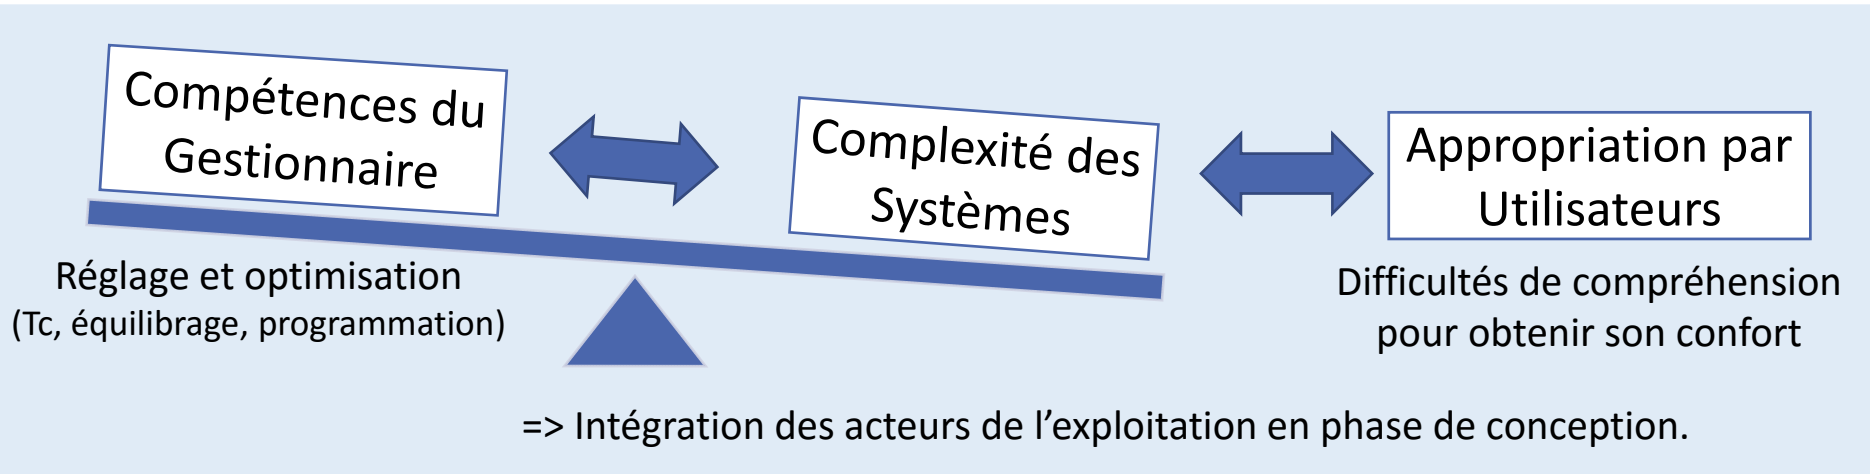 Compétences du
Gestionnaire
Complexité des
Systèmes
Appropriation par
Utilisateurs
Réglage et optimisation
(Tc, équilibrage, programmation)
Difficultés de compréhension
pour obtenir son confort
=> Intégration des acteurs de l’exploitation en phase de conception.